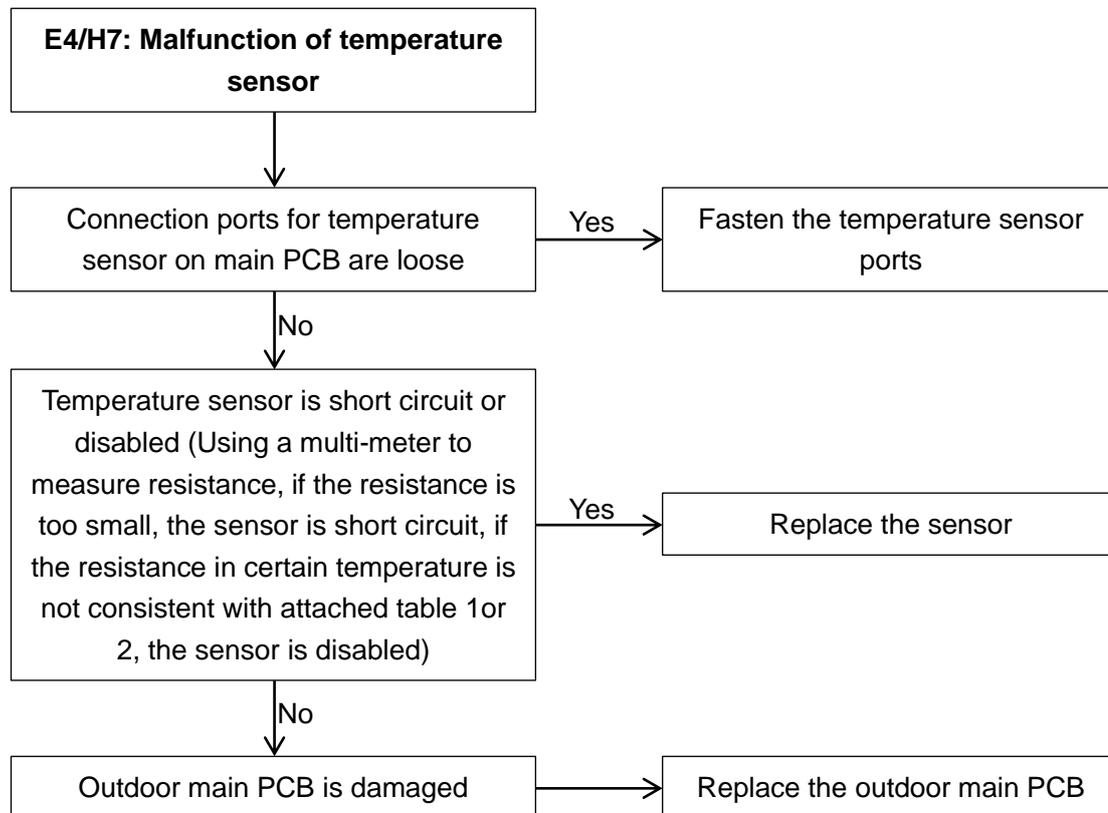 E4/H7: Malfunction of temperature
sensor
Connection ports for temperature
sensor on main PCB are loose
Yes
Fasten the temperature sensor
ports
No
Temperature sensor is short circuit or
disabled (Using a multi-meter to
measure resistance, if the resistance is
too small, the sensor is short circuit, if
the resistance in certain temperature is
not consistent with attached table 1or
2, the sensor is disabled)
Yes
Replace the sensor
No
Outdoor main PCB is damaged
Replace the outdoor main PCB